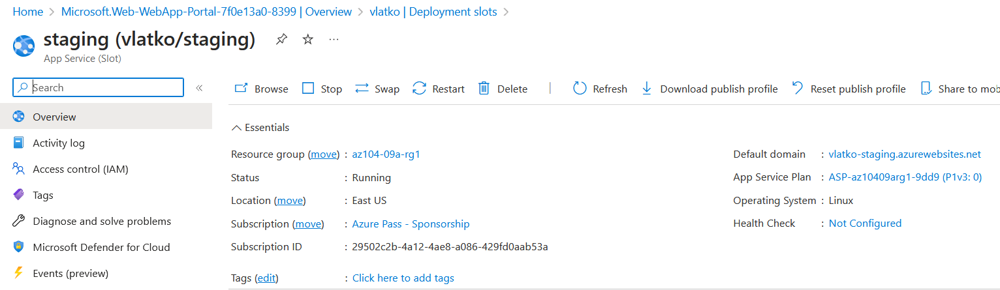 Home > Microsoft.Web-WebApp-Portal-7f0e13a0-8399 | Overview > vlatko | Deployment slots >
staging (vlatko/staging) ...
App Service (Slot)
Search «
Browse Stop Swap Restart Delete | Refresh Download publish profile Reset publish profile Share to mob
Overview
Activity log
Access control (IAM)
Tags
Diagnose and solve problems
Microsoft Defender for Cloud
Events (preview)
Essentials
Resource group (move) : az104-09a-rg1
Status : Running
Location (move) : East US
Subscription (move) : Azure Pass - Sponsorship
Subscription ID : 29502c2b-4a12-4ae8-a086-429fd0aab53a
Tags (edit) : Click here to add tags
Default domain : vlatko-staging.azurewebsites.net
App Service Plan : ASP-az10409arg1-9dd9 (P1v3: 0)
Operating System : Linux
Health Check : Not Configured